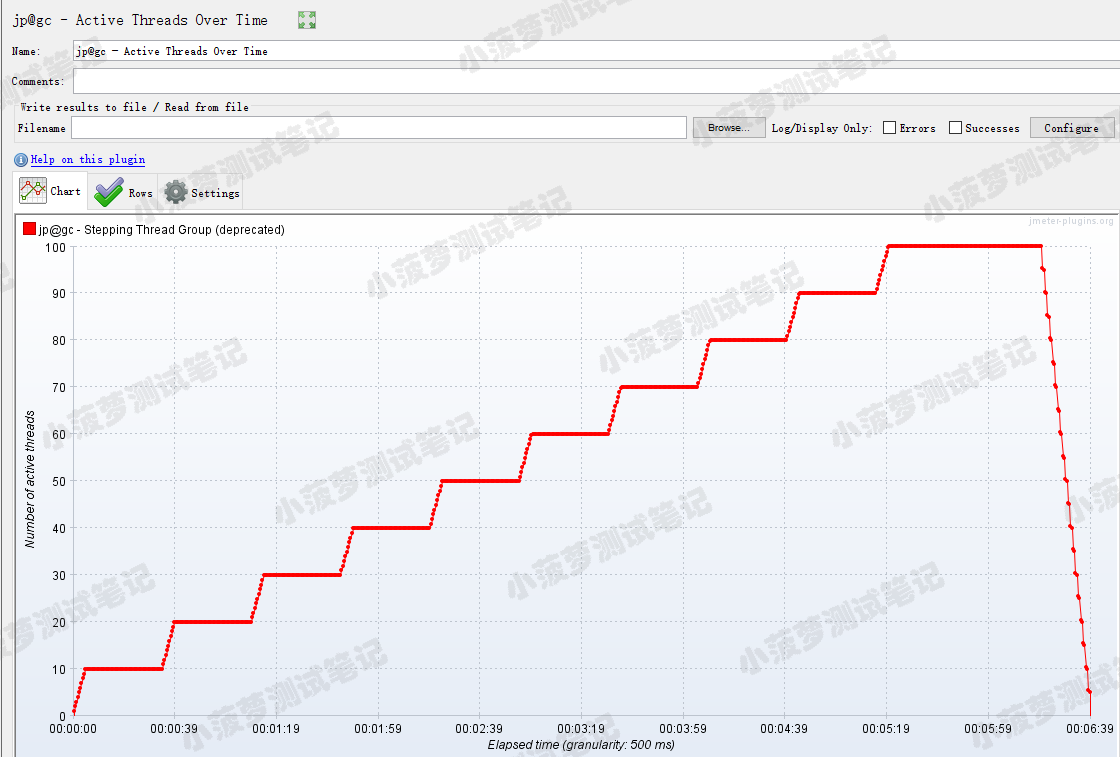 jp@gc - Active Threads Over Time
Name: jp@gc - Active Threads Over Time
Comments:
Write results to file / Read from file
Filename Browse... Log/Display Only: Errors Successes Configure
Help on this plugin
Chart Rows Settings
jmeter-plugins.org
jp@gc - Stepping Thread Group (deprecated)
100
90
80
70
60
50
40
30
20
10
0
Number of active threads
00:00:00 00:00:39 00:01:19 00:01:59 00:02:39 00:03:19 00:03:59 00:04:39 00:05:19 00:05:59 00:06:39
Elapsed time (granularity: 500 ms)
小菠萝测试笔记